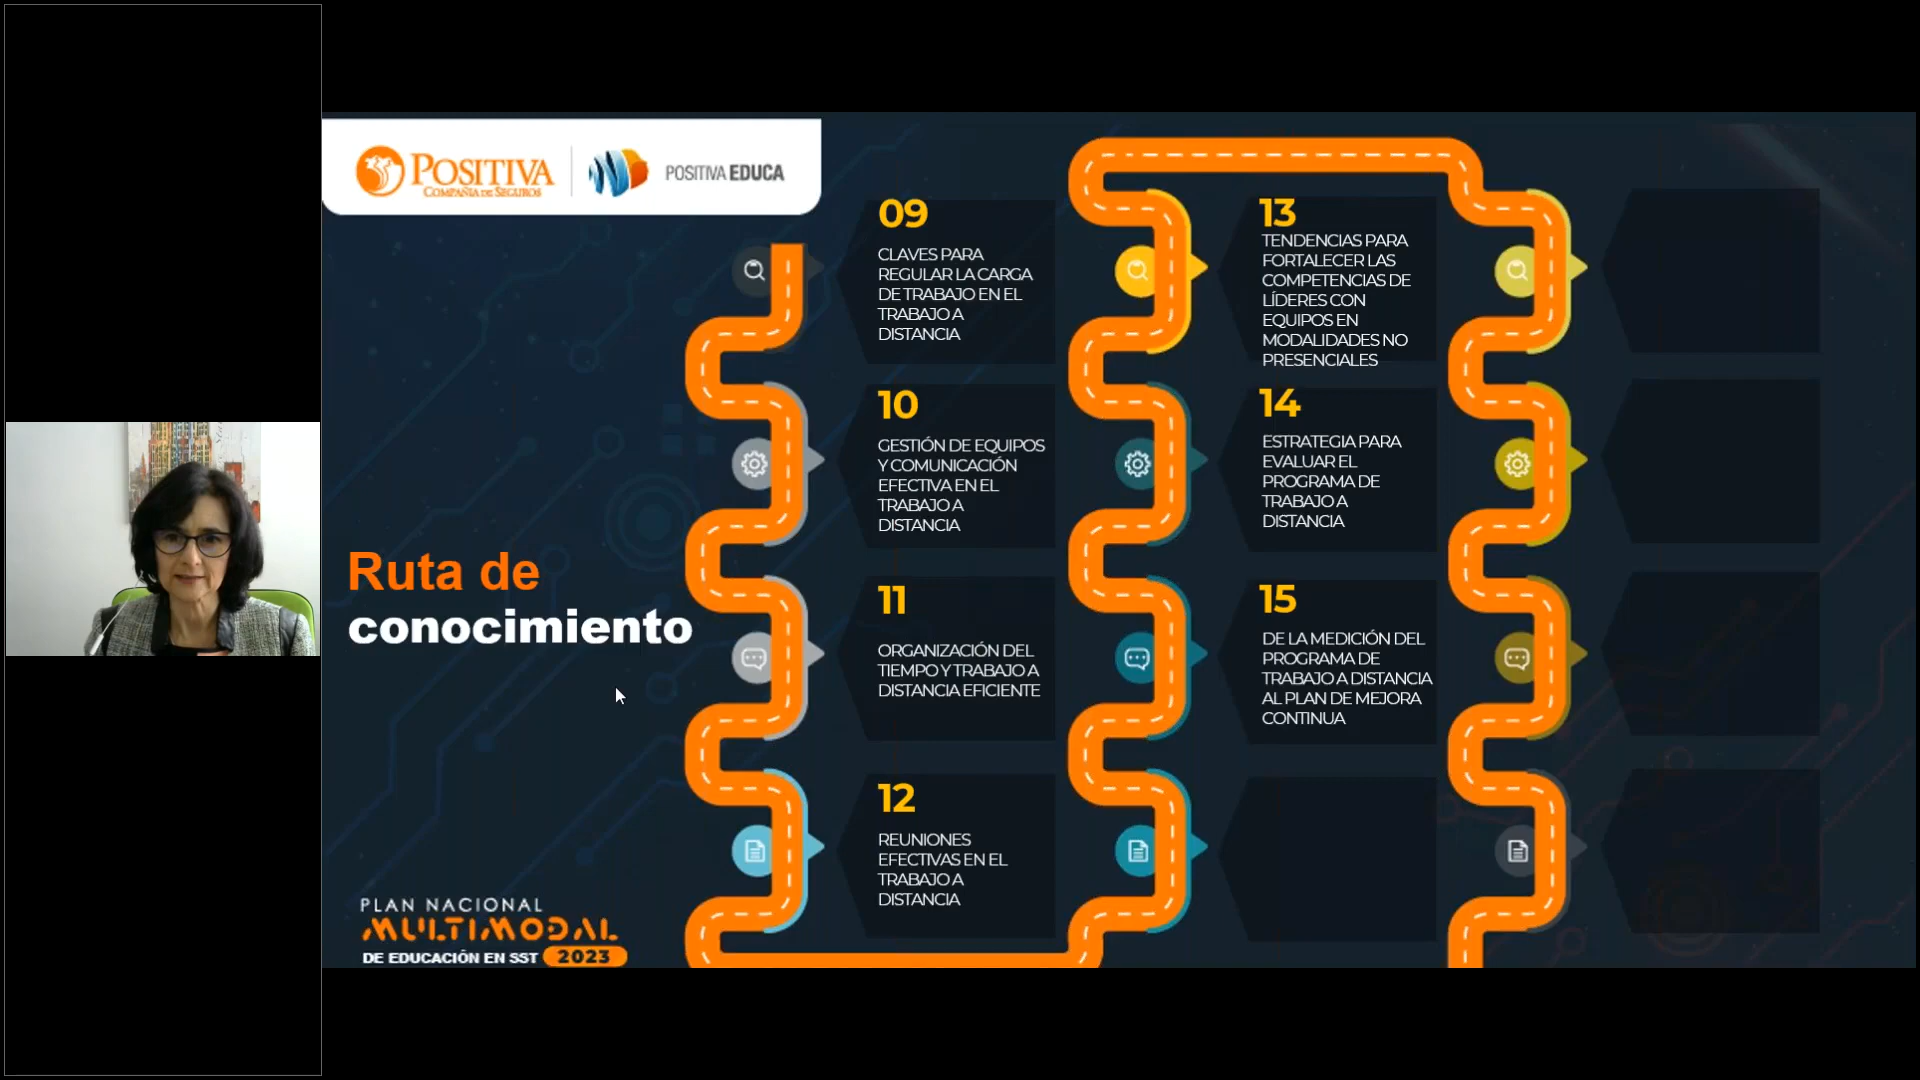 POSITIVA
COMPAÑÍA DE SEGUROS
POSITIVA EDUCA
Ruta de
conocimiento
PLAN NACIONAL
MULTIMODAL
DE EDUCACIÓN EN SST 2023
09
CLAVES PARA
REGULAR LA CARGA
DE TRABAJO EN EL
TRABAJO A
DISTANCIA
10
GESTIÓN DE EQUIPOS
Y COMUNICACIÓN
EFECTIVA EN EL
TRABAJO A
DISTANCIA
11
ORGANIZACIÓN DEL
TIEMPO Y TRABAJO A
DISTANCIA EFICIENTE
12
REUNIONES
EFECTIVAS EN EL
TRABAJO A
DISTANCIA
13
TENDENCIAS PARA
FORTALECER LAS
COMPETENCIAS DE
LÍDERES CON
EQUIPOS EN
MODALIDADES NO
PRESENCIALES
14
ESTRATEGIA PARA
EVALUAR EL
PROGRAMA DE
TRABAJO A
DISTANCIA
15
DE LA MEDICIÓN DEL
PROGRAMA DE
TRABAJO A DISTANCIA
AL PLAN DE MEJORA
CONTINUA